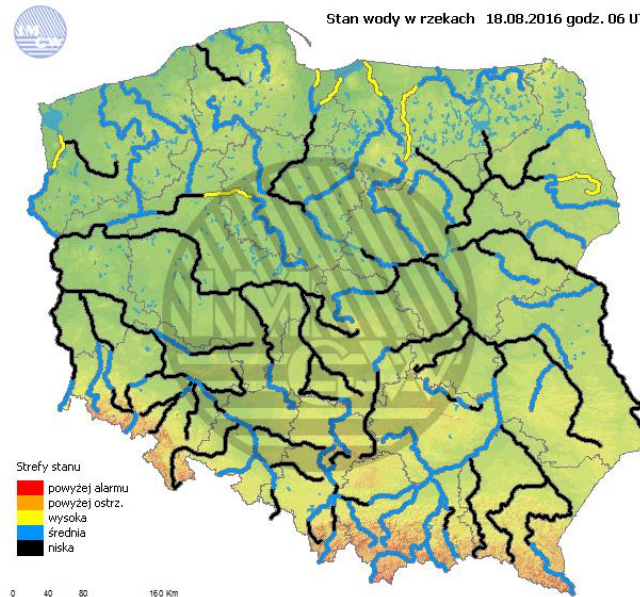 Stan wody w rzekach 18.08.2016 godz. 06 U
Strefy stanu
powyżej alarmu
powyżej ostrz.
wysoka
średnia
niska
0 40 80 160 Km